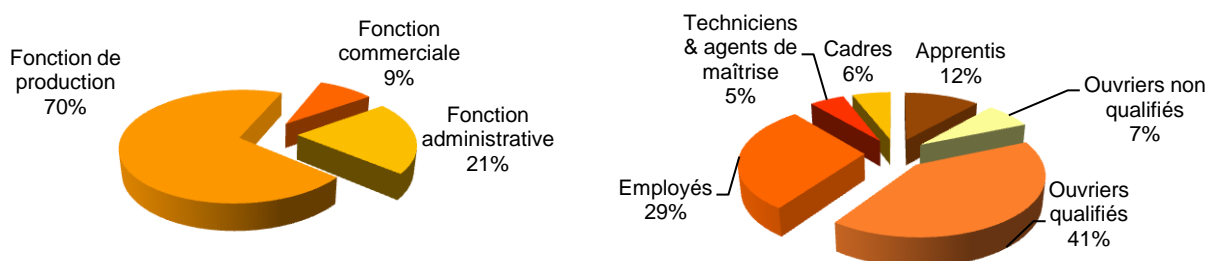 Fonction de
production
70%
Fonction
commerciale
9%
Fonction
administrative
21%
Techniciens
& agents de
maîtrise
5%
Cadres
6%
Apprentis
12%
Ouvriers non
qualifiés
7%
Employés
29%
Ouvriers
qualifiés
41%